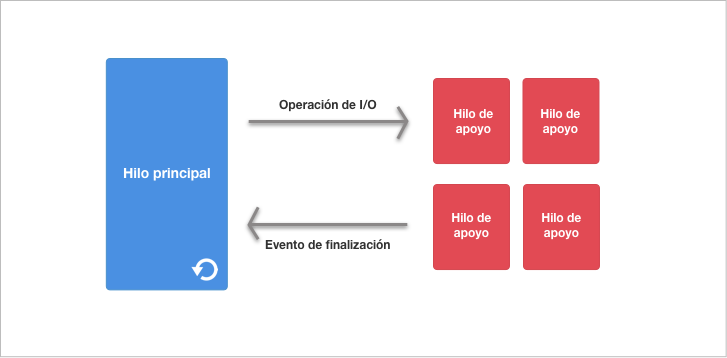 Operación de I/O
Hilo de
apoyo
Hilo de
apoyo
Hilo principal
Hilo de
apoyo
Hilo de
apoyo
Evento de finalización